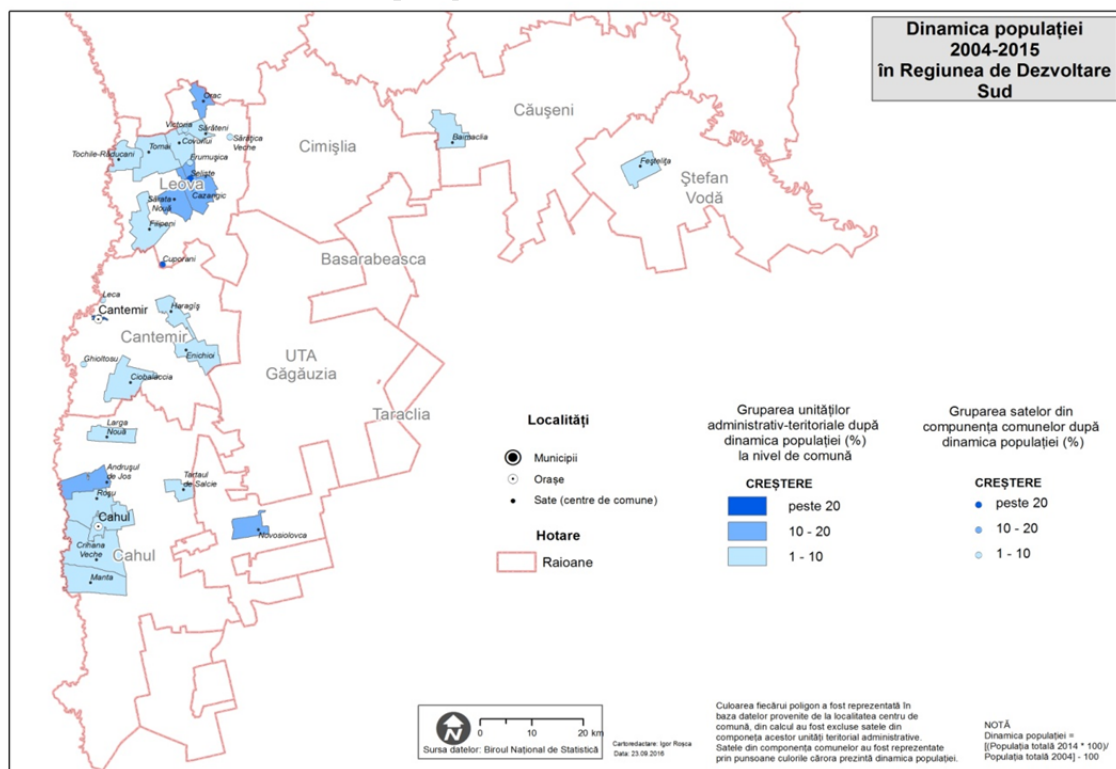 Dinamica populației
2004-2015
în Regiunea de Dezvoltare
Sud
Orac
Victoria
Sărăteni
Covurlui
Sărățica
Veche
Tomai
Tochile-Răducani
Frumușica
Seliște
Leova
Cazangic
Sărata
Nouă
Filipeni
Cimișlia
Căușeni
Baimaclia
Feștelița
Ștefan
Vodă
Basarabeasca
Cuporani
Leca
Cantemir
Haragîș
Cantemir
Enichioi
Ghioltosu
Ciobalaccia
UTA
Găgăuzia
Taraclia
Larga
Nouă
Andrușul
de Jos
Roșu
Tartaul
de Salcie
Cahul
Crihana
Veche
Cahul
Manta
Novosiolovca
Localități
Municipii
Orașe
Sate (centre de comune)
Hotare
Raioane
Gruparea unităților
administrativ-teritoriale după
dinamica populației (%)
la nivel de comună
CREȘTERE
peste 20
10 - 20
1 - 10
Gruparea satelor din
compunența comunelor după
dinamica populației (%)
CREȘTERE
peste 20
10 - 20
1 - 10
N
0
20
km
Sursa datelor: Biroul Național de Statistică
Cartoredactare: Igor Roșca
Data: 23.09.2016
Culoarea fiecărui poligon a fost reprezentată în
baza datelor provenite de la localitatea centru de
comună, din calcul au fost excluse satele din
componeța acestor unități teritorial administrative.
Satele din componența comunelor au fost reprezentate
prin punsoane culorile cărora prezintă dinamica populației.
NOTĂ
Dinamica populației =
[(Populația totală 2014 * 100)/
Populația totală 2004] - 100